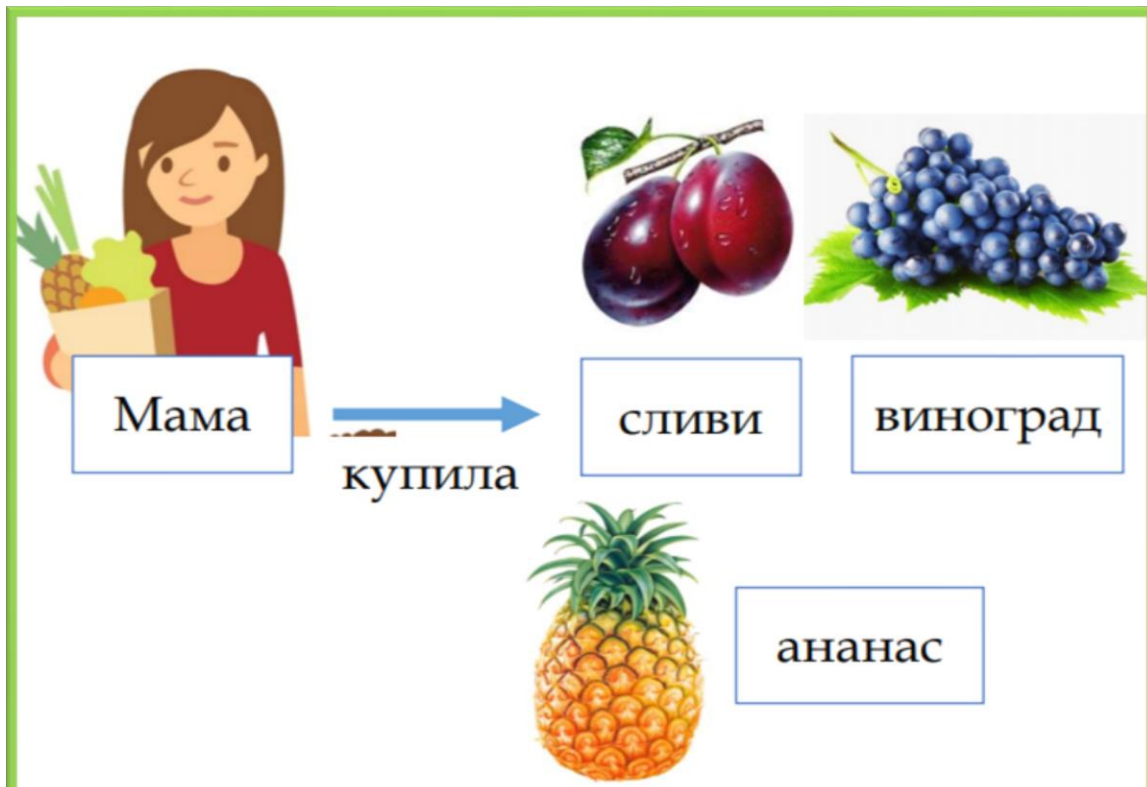 Мама
купила
сливи
виноград
ананас